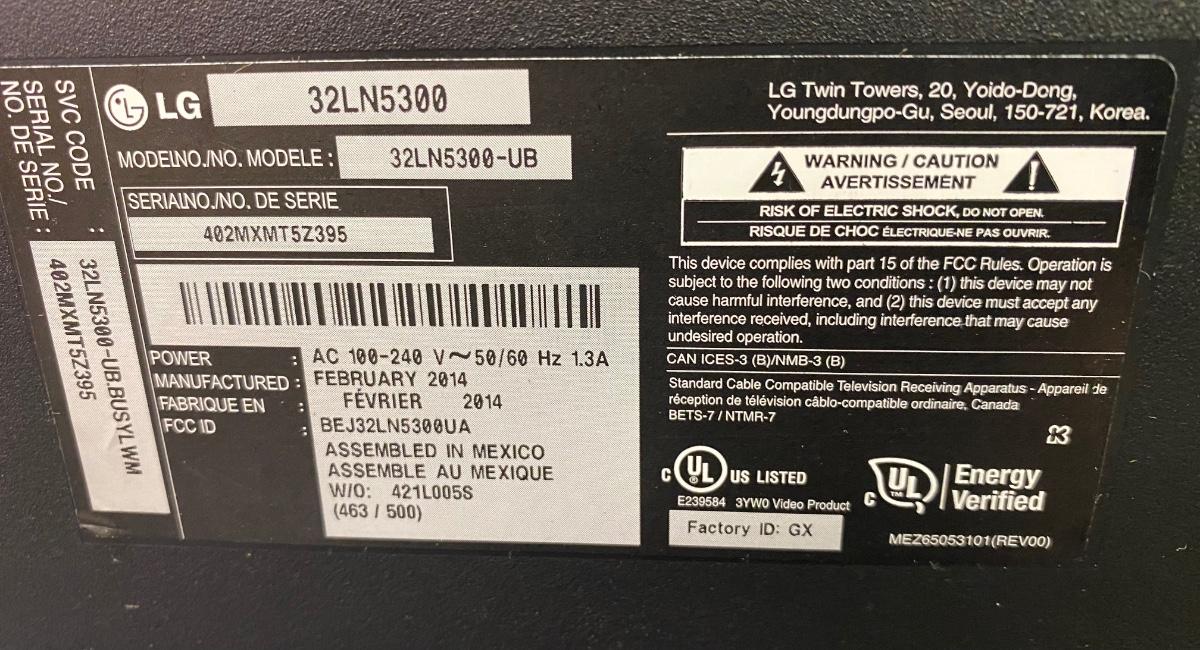 SVC CODE : 32LN5300-UB.BUSYLWM
SERIAL NO./
NO. DE SERIE : 402MXMT5Z395
LG 32LN5300
MODELNO./NO. MODELE : 32LN5300-UB
SERIALNO./NO. DE SERIE
402MXMT5Z395
POWER : AC 100-240 V~50/60 Hz 1.3A
MANUFACTURED : FEBRUARY 2014
FABRIQUE EN : FÉVRIER 2014
FCC ID : BEJ32LN5300UA
ASSEMBLED IN MEXICO
ASSEMBLE AU MEXIQUE
W/O: 421L005S
(463 / 500)
LG Twin Towers, 20, Yoido-Dong,
Youngdungpo-Gu, Seoul, 150-721, Korea.
WARNING / CAUTION
AVERTISSEMENT
RISK OF ELECTRIC SHOCK, DO NOT OPEN.
RISQUE DE CHOC ÉLECTRIQUE-NE PAS OUVRIR.
This device complies with part 15 of the FCC Rules. Operation is
subject to the following two conditions : (1) this device may not
cause harmful interference, and (2) this device must accept any
interference received, including interference that may cause
undesired operation.
CAN ICES-3 (B)/NMB-3 (B)
Standard Cable Compatible Television Receiving Apparatus - Appareil de
réception de télévision câblo-compatible ordinaire, Canada
BETS-7 / NTMR-7
c UL US LISTED
E239584 3YW0 Video Product
Factory ID: GX
c UL TM Energy
Verified
MEZ65053101(REV00)